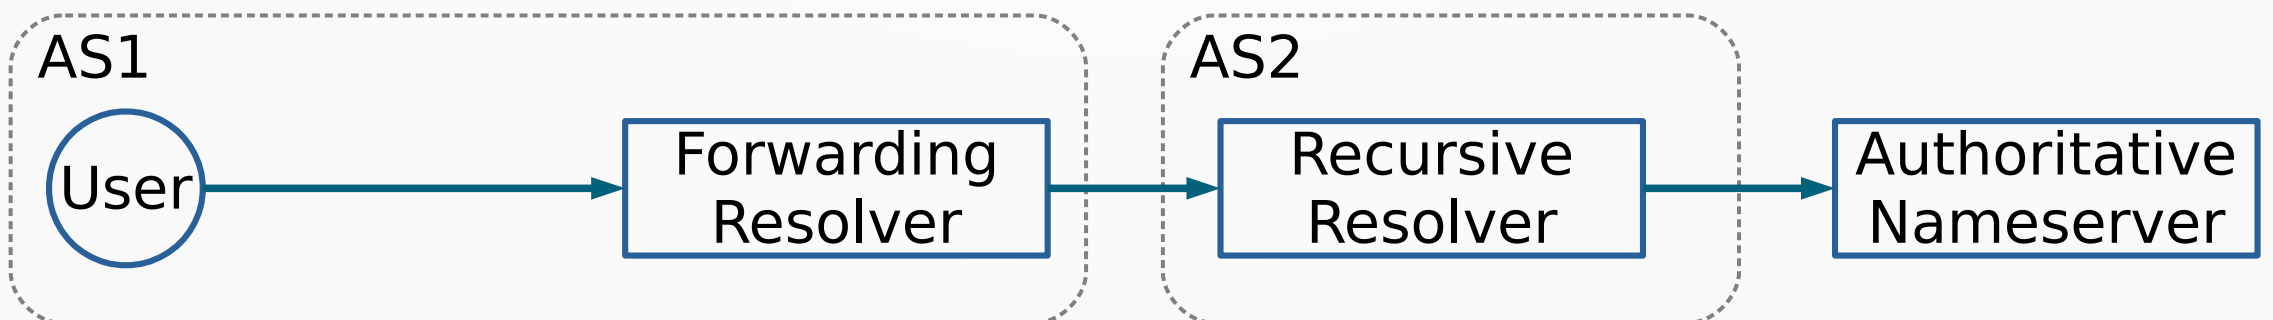 AS1
AS2
User
Forwarding
Resolver
Recursive
Resolver
Authoritative
Nameserver